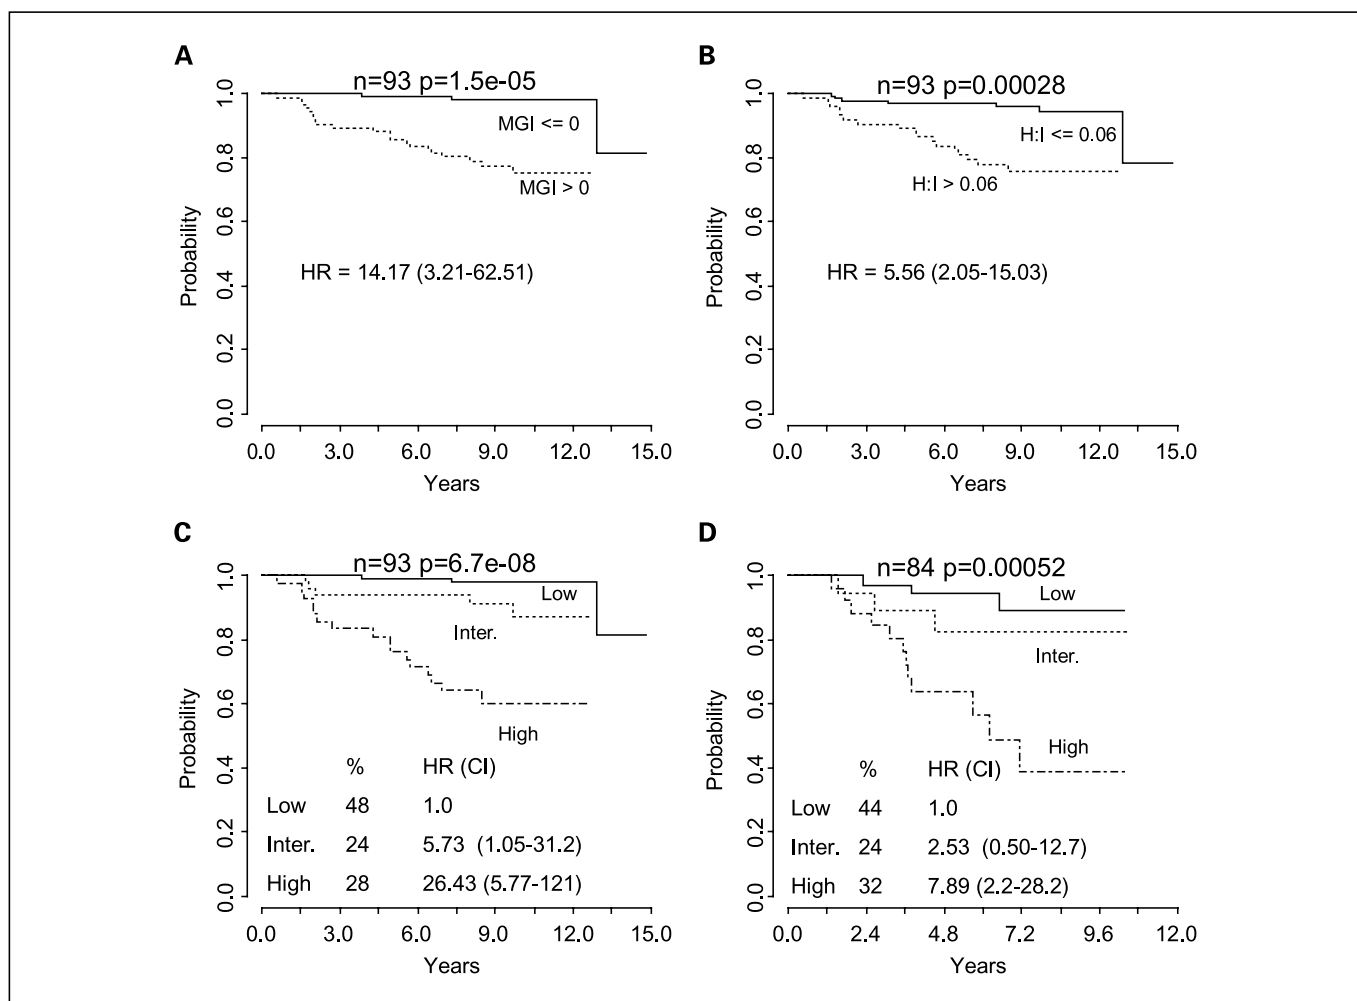 A
n=93 p=1.5e-05
MGI <= 0
MGI > 0
HR = 14.17 (3.21-62.51)
Probability
0.0 0.2 0.4 0.6 0.8 1.0
0.0 3.0 6.0 9.0 12.0 15.0
Years
B
n=93 p=0.00028
H:I <= 0.06
H:I > 0.06
HR = 5.56 (2.05-15.03)
Probability
0.0 0.2 0.4 0.6 0.8 1.0
0.0 3.0 6.0 9.0 12.0 15.0
Years
C
n=93 p=6.7e-08
Low
Inter.
High
% HR (CI)
Low 48 1.0
Inter. 24 5.73 (1.05-31.2)
High 28 26.43 (5.77-121)
Probability
0.0 0.2 0.4 0.6 0.8 1.0
0.0 3.0 6.0 9.0 12.0 15.0
Years
D
n=84 p=0.00052
Low
Inter.
High
% HR (CI)
Low 44 1.0
Inter. 24 2.53 (0.50-12.7)
High 32 7.89 (2.2-28.2)
Probability
0.0 0.2 0.4 0.6 0.8 1.0
0.0 2.4 4.8 7.2 9.6 12.0
Years